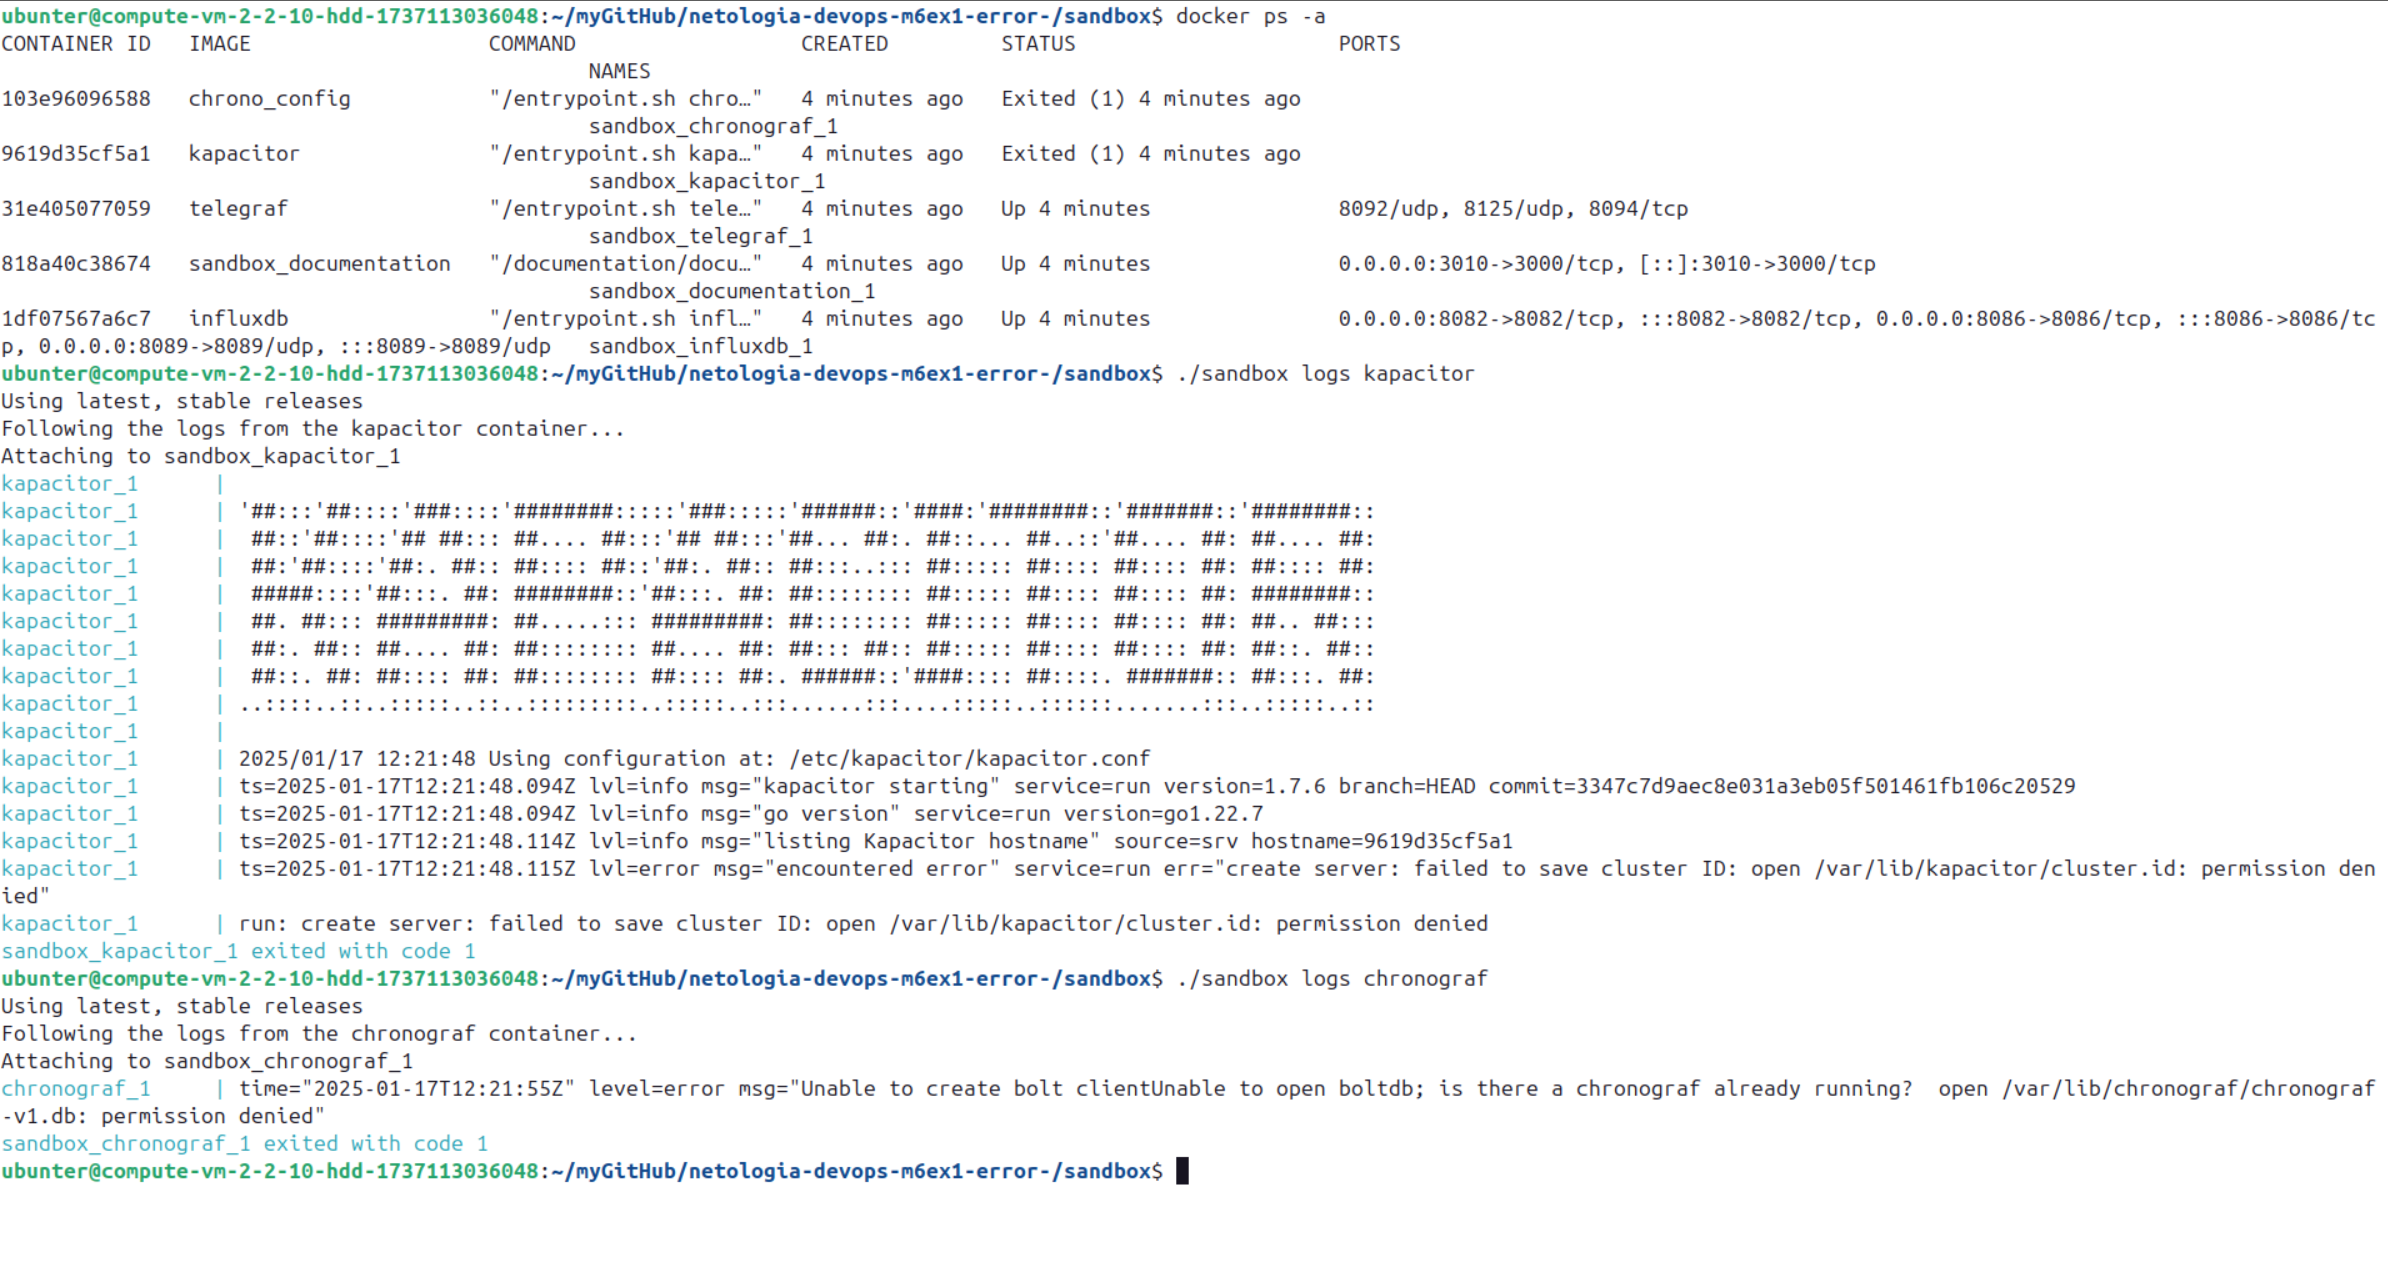 ubunter@compute-vm-2-2-10-hdd-1737113036048:~/myGitHub/netologia-devops-m6ex1-error-/sandbox$ docker ps -a
CONTAINER ID   IMAGE                   COMMAND                  CREATED         STATUS                     PORTS
                                               NAMES
103e96096588   chrono_config           "/entrypoint.sh chro…"   4 minutes ago   Exited (1) 4 minutes ago
                                               sandbox_chronograf_1
9619d35cf5a1   kapacitor               "/entrypoint.sh kapa…"   4 minutes ago   Exited (1) 4 minutes ago
                                               sandbox_kapacitor_1
31e405077059   telegraf                "/entrypoint.sh tele…"   4 minutes ago   Up 4 minutes               8092/udp, 8125/udp, 8094/tcp
                                               sandbox_telegraf_1
818a40c38674   sandbox_documentation   "/documentation/docu…"   4 minutes ago   Up 4 minutes               0.0.0.0:3010->3000/tcp, [::]:3010->3000/tcp
                                               sandbox_documentation_1
1df07567a6c7   influxdb                "/entrypoint.sh infl…"   4 minutes ago   Up 4 minutes               0.0.0.0:8082->8082/tcp, :::8082->8082/tcp, 0.0.0.0:8086->8086/tcp, :::8086->8086/tc
p, 0.0.0.0:8089->8089/udp, :::8089->8089/udp   sandbox_influxdb_1
ubunter@compute-vm-2-2-10-hdd-1737113036048:~/myGitHub/netologia-devops-m6ex1-error-/sandbox$ ./sandbox logs kapacitor
Using latest, stable releases
Following the logs from the kapacitor container...
Attaching to sandbox_kapacitor_1
kapacitor_1      |
kapacitor_1      | '##:::'##::::'###::::'########:::::'###:::::'######::'####:'########::'#######::'########::
kapacitor_1      |  ##::'##::::'## ##::: ##.... ##:::'## ##:::'##... ##:. ##::... ##..::'##.... ##: ##.... ##:
kapacitor_1      |  ##:'##::::'##:. ##:: ##:::: ##::'##:. ##:: ##:::..::: ##::::: ##:::: ##:::: ##: ##:::: ##:
kapacitor_1      |  #####::::'##:::. ##: ########::'##:::. ##: ##:::::::: ##::::: ##:::: ##:::: ##: ########::
kapacitor_1      |  ##. ##::: #########: ##.....::: #########: ##:::::::: ##::::: ##:::: ##:::: ##: ##.. ##:::
kapacitor_1      |  ##:. ##:: ##.... ##: ##:::::::: ##.... ##: ##::: ##:: ##::::: ##:::: ##:::: ##: ##::. ##::
kapacitor_1      |  ##::. ##: ##:::: ##: ##:::::::: ##:::: ##:. ######::'####:::: ##::::. #######:: ##:::. ##:
kapacitor_1      | ..::::..::..:::::..::..:::::::::..:::::..:::......:::....:::::..::::::.......:::..:::::..::
kapacitor_1      |
kapacitor_1      | 2025/01/17 12:21:48 Using configuration at: /etc/kapacitor/kapacitor.conf
kapacitor_1      | ts=2025-01-17T12:21:48.094Z lvl=info msg="kapacitor starting" service=run version=1.7.6 branch=HEAD commit=3347c7d9aec8e031a3eb05f501461fb106c20529
kapacitor_1      | ts=2025-01-17T12:21:48.094Z lvl=info msg="go version" service=run version=go1.22.7
kapacitor_1      | ts=2025-01-17T12:21:48.114Z lvl=info msg="listing Kapacitor hostname" source=srv hostname=9619d35cf5a1
kapacitor_1      | ts=2025-01-17T12:21:48.115Z lvl=error msg="encountered error" service=run err="create server: failed to save cluster ID: open /var/lib/kapacitor/cluster.id: permission den
ied"
kapacitor_1      | run: create server: failed to save cluster ID: open /var/lib/kapacitor/cluster.id: permission denied
sandbox_kapacitor_1 exited with code 1
ubunter@compute-vm-2-2-10-hdd-1737113036048:~/myGitHub/netologia-devops-m6ex1-error-/sandbox$ ./sandbox logs chronograf
Using latest, stable releases
Following the logs from the chronograf container...
Attaching to sandbox_chronograf_1
chronograf_1     | time="2025-01-17T12:21:55Z" level=error msg="Unable to create bolt clientUnable to open boltdb; is there a chronograf already running?  open /var/lib/chronograf/chronograf
-v1.db: permission denied"
sandbox_chronograf_1 exited with code 1
ubunter@compute-vm-2-2-10-hdd-1737113036048:~/myGitHub/netologia-devops-m6ex1-error-/sandbox$